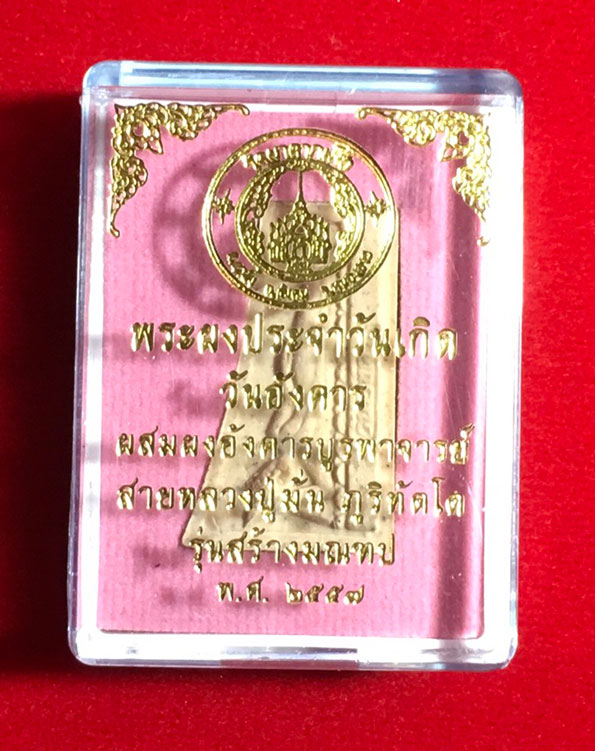 พระผงประจำวันเกิด
วันอังคาร
ผสมผงอังคารบูรพาจารย์
สายหลวงปู่มั่น ภูริทัตโต
รุ่นสร้างมณฑป
พ.ศ. ๒๕๕๗